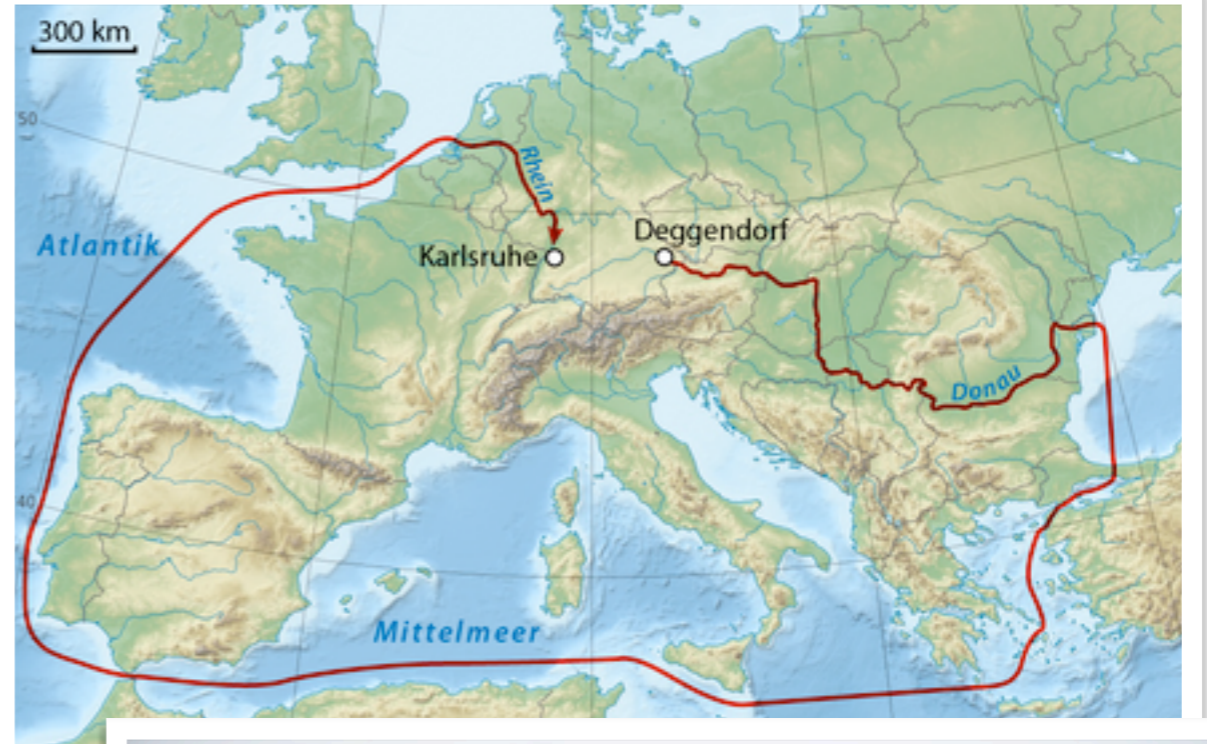 300 km
50
Rhein
Deggendorf
Atlantik
Karlsruhe
Donau
40
Mittelmeer